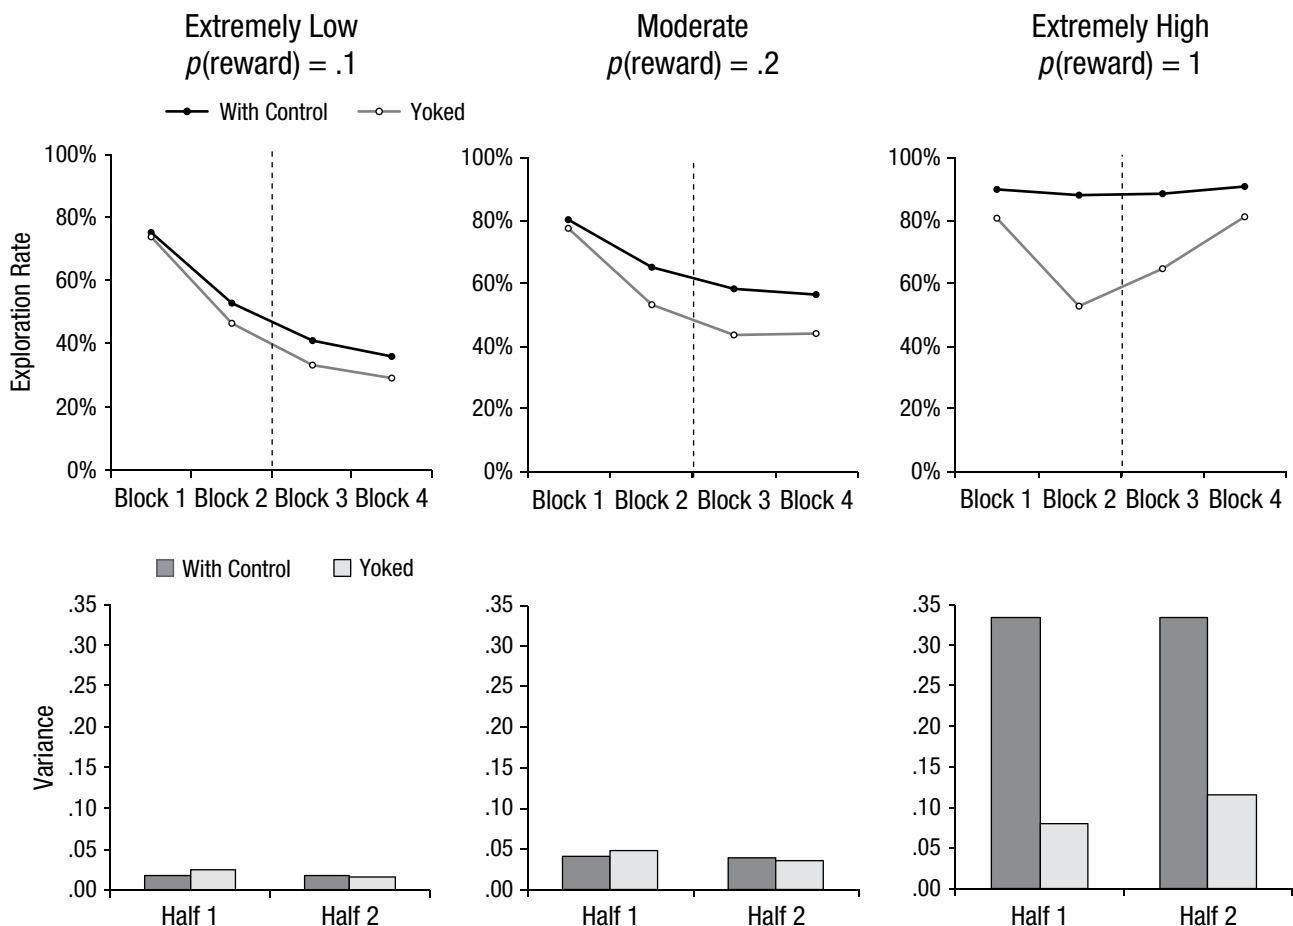 Extremely Low
p(reward) = .1
Moderate
p(reward) = .2
Extremely High
p(reward) = 1
With Control
Yoked
Exploration Rate
100%
80%
60%
40%
20%
0%
Block 1 Block 2 Block 3 Block 4
100%
80%
60%
40%
20%
0%
Block 1 Block 2 Block 3 Block 4
100%
80%
60%
40%
20%
0%
Block 1 Block 2 Block 3 Block 4
With Control
Yoked
Variance
.35
.30
.25
.20
.15
.10
.05
.00
Half 1
Half 2
.35
.30
.25
.20
.15
.10
.05
.00
Half 1
Half 2
.35
.30
.25
.20
.15
.10
.05
.00
Half 1
Half 2